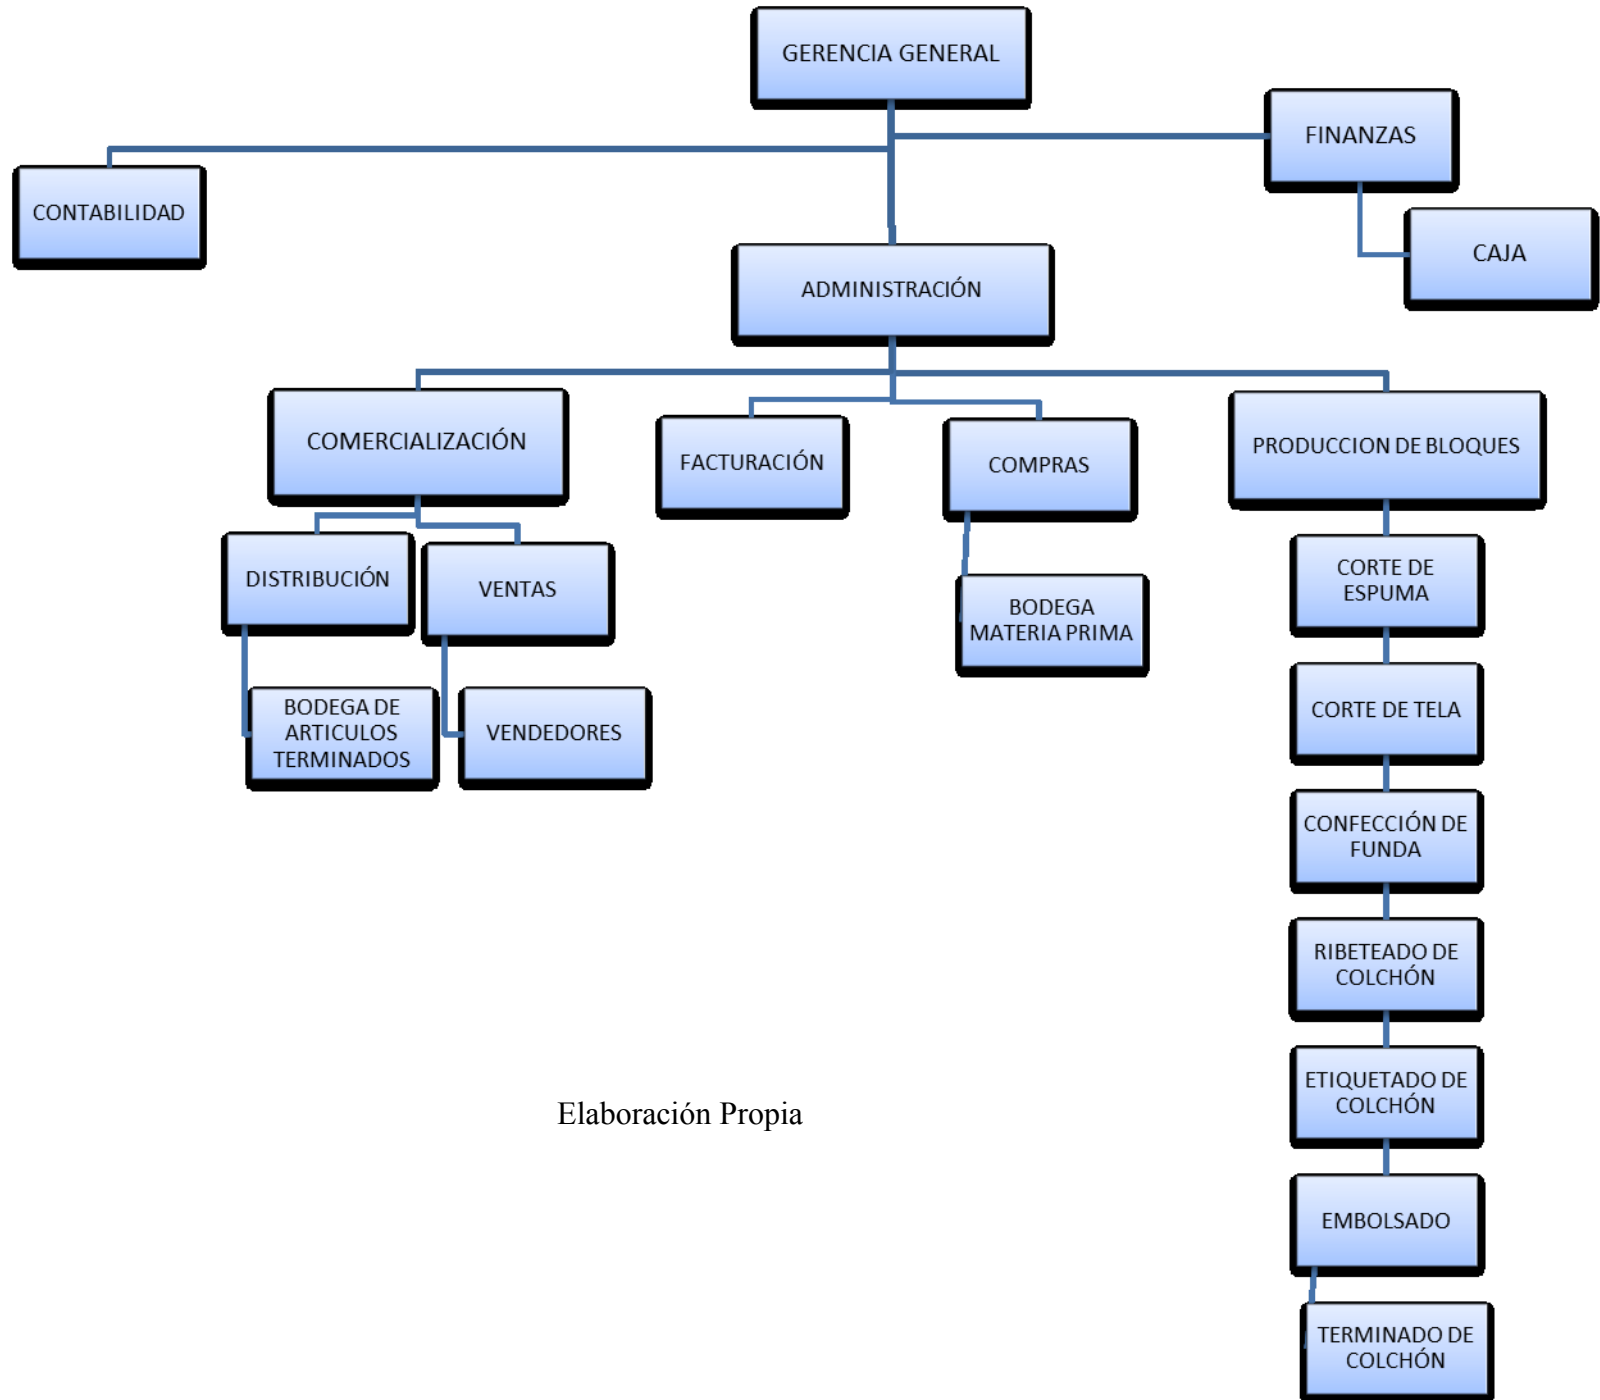 GERENCIA GENERAL
FINANZAS
CONTABILIDAD
CAJA
ADMINISTRACIÓN
COMERCIALIZACIÓN
FACTURACIÓN
COMPRAS
PRODUCCION DE BLOQUES
DISTRIBUCIÓN
VENTAS
CORTE DE
ESPUMA
BODEGA
MATERIA PRIMA
BODEGA DE
ARTICULOS
TERMINADOS
VENDEDORES
CORTE DE TELA
CONFECCIÓN DE
FUNDA
RIBETEADO DE
COLCHÓN
ETIQUETADO DE
COLCHÓN
Elaboración Propia
EMBOLSADO
TERMINADO DE
COLCHÓN